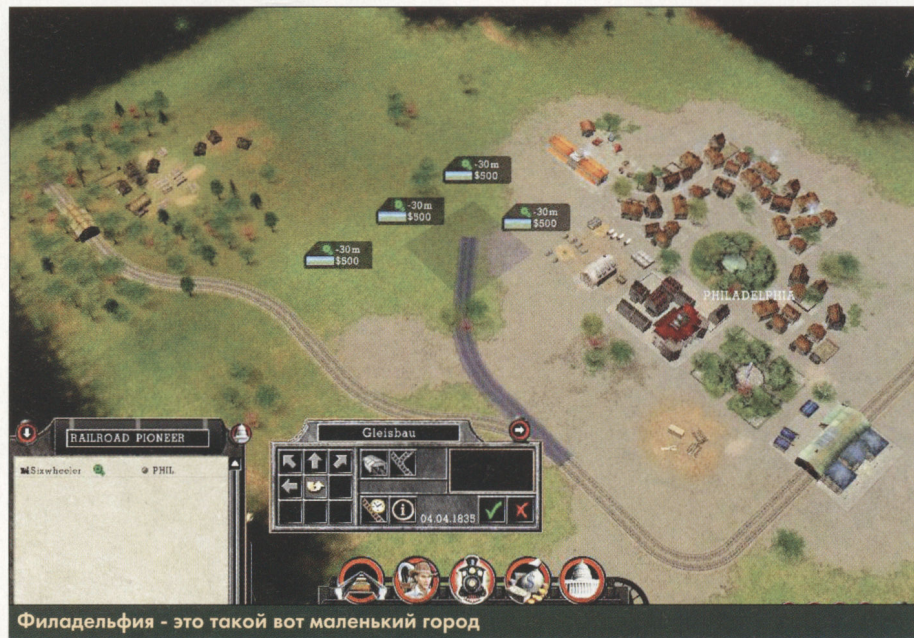 -30m
$500
-30m
$500
-30m
$500
-30m
$500
PHILADELPHIA
RAILROAD PIONEER
Sixwheeler PHIL
Gleisbau
04.04.1835
Филадельфия - это такой вот маленький город